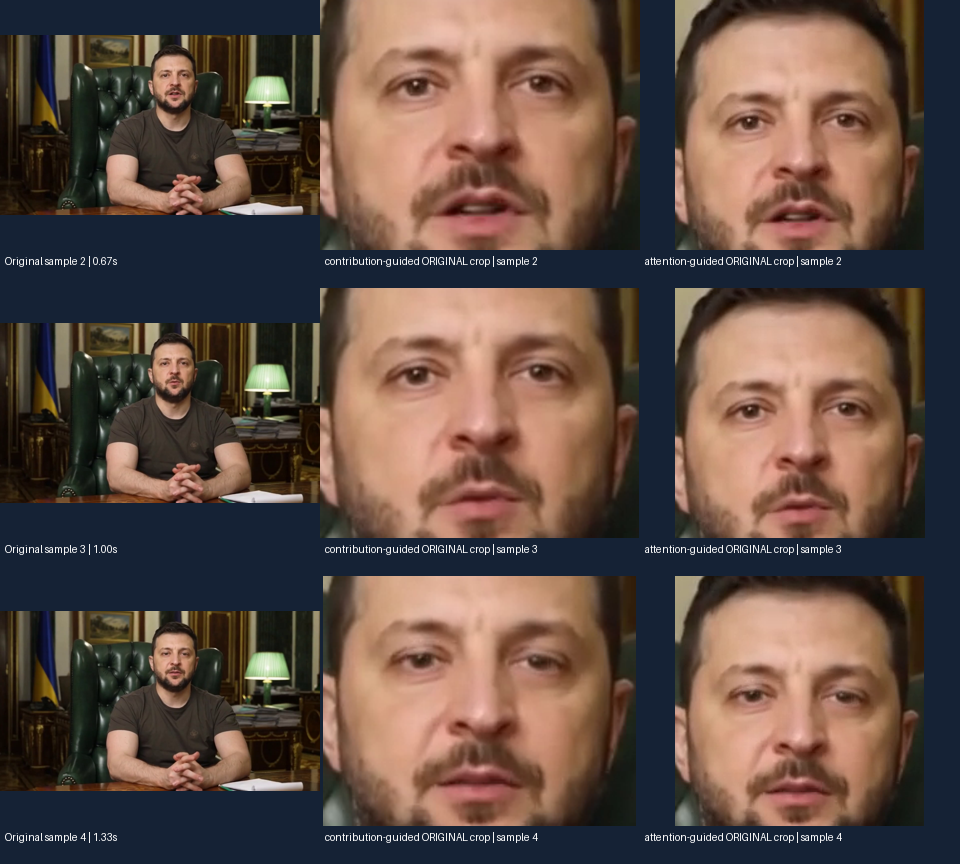 Original sample 2 | 0.67s
contribution-guided ORIGINAL crop | sample 2
attention-guided ORIGINAL crop | sample 2
Original sample 3 | 1.00s
contribution-guided ORIGINAL crop | sample 3
attention-guided ORIGINAL crop | sample 3
Original sample 4 | 1.33s
contribution-guided ORIGINAL crop | sample 4
attention-guided ORIGINAL crop | sample 4